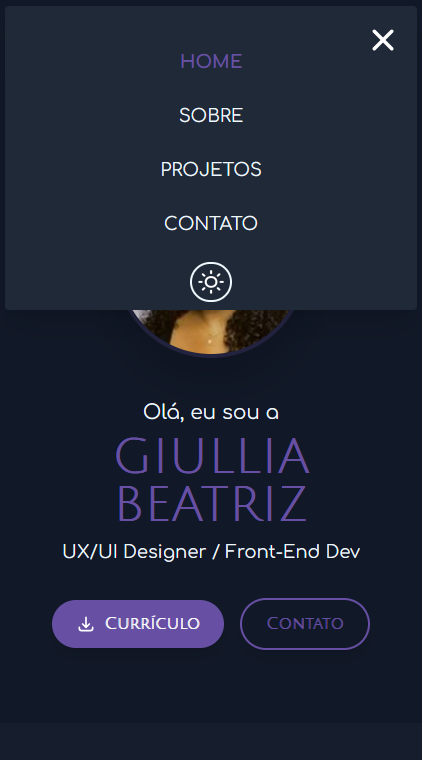 HOME
SOBRE
PROJETOS
CONTATO
Olá, eu sou a
GIULLIA
BEATRIZ
UX/UI Designer / Front-End Dev
Currículo
Contato